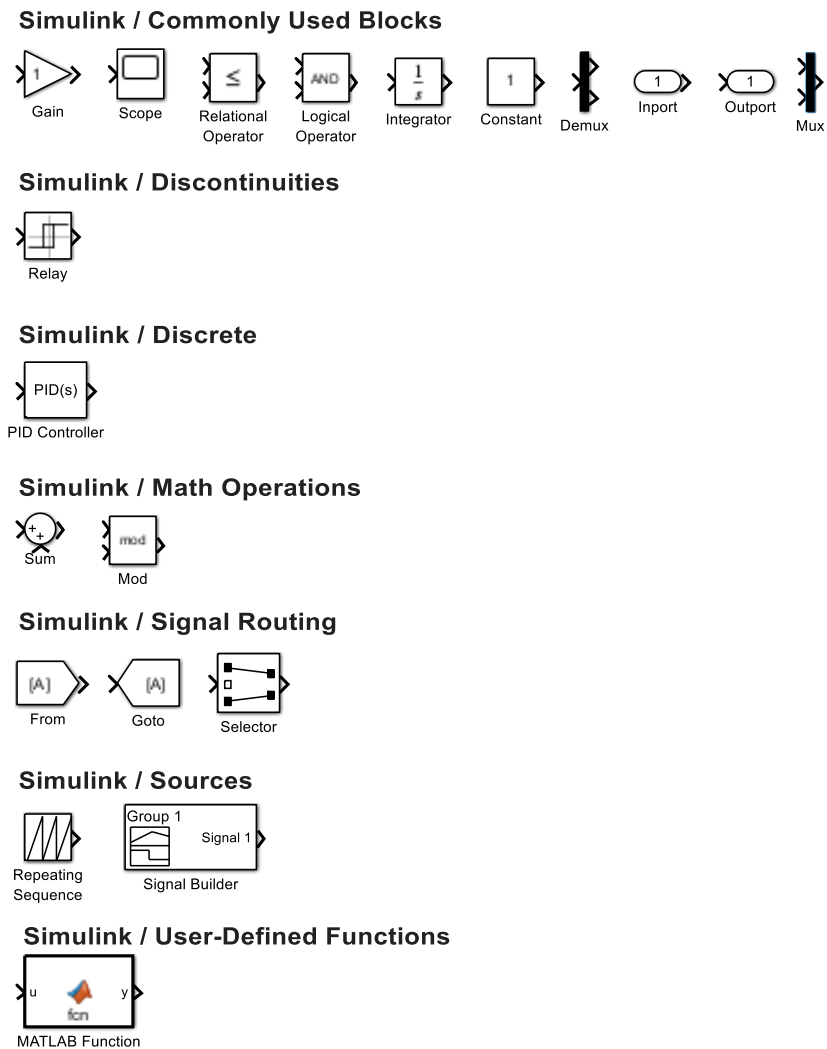 Simulink / Commonly Used Blocks
1
≤
AND
1
s
1
1
1
Gain
Scope
Relational
Operator
Logical
Operator
Integrator
Constant
Demux
Inport
Outport
Mux
Simulink / Discontinuities
Relay
Simulink / Discrete
PID(s)
PID Controller
Simulink / Math Operations
+
+
mod
Sum
Mod
Simulink / Signal Routing
[A]
[A]
From
Goto
Selector
Simulink / Sources
Group 1
Signal 1
Repeating
Sequence
Signal Builder
Simulink / User-Defined Functions
u
y
fcn
MATLAB Function